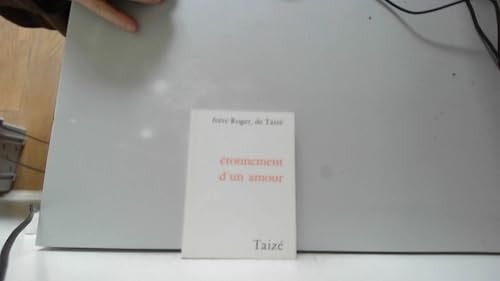 frère Roger, de Taizé
étonnement
d'un amour
Taizé